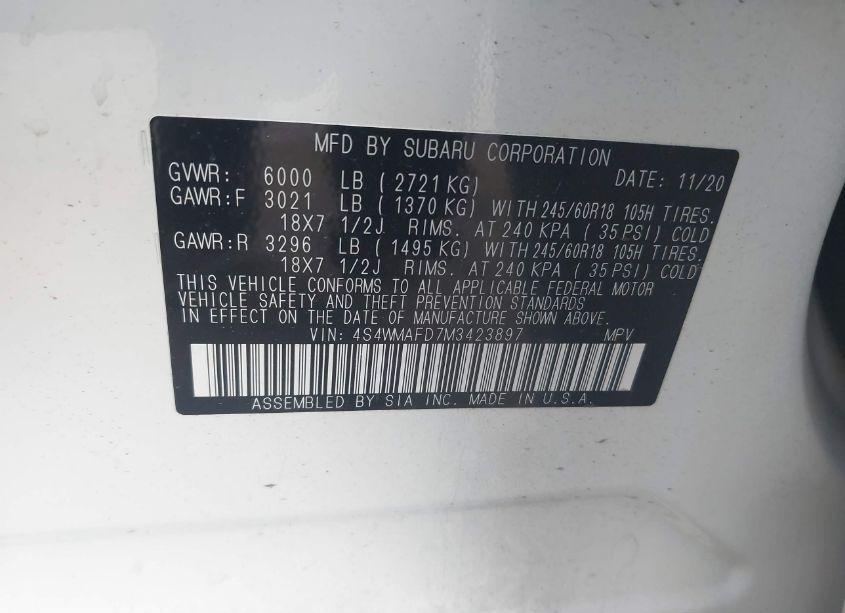 MFD BY SUBARU CORPORATION
GVWR: 6000 LB ( 2721 KG) DATE: 11/20
GAWR:F 3021 LB ( 1370 KG) WITH 245/60R18 105H TIRES.
18X7 1/2J RIMS. AT 240 KPA ( 35 PSI) COLD
GAWR:R 3296 LB ( 1495 KG) WITH 245/60R18 105H TIRES.
18X7 1/2J RIMS. AT 240 KPA ( 35 PSI) COLD
THIS VEHICLE CONFORMS TO ALL APPLICABLE FEDERAL MOTOR
VEHICLE SAFETY AND THEFT PREVENTION STANDARDS
IN EFFECT ON THE DATE OF MANUFACTURE SHOWN ABOVE.
VIN: 4S4WMAFD7M3423897 MPV
ASSEMBLED BY SIA INC. MADE IN U.S.A.